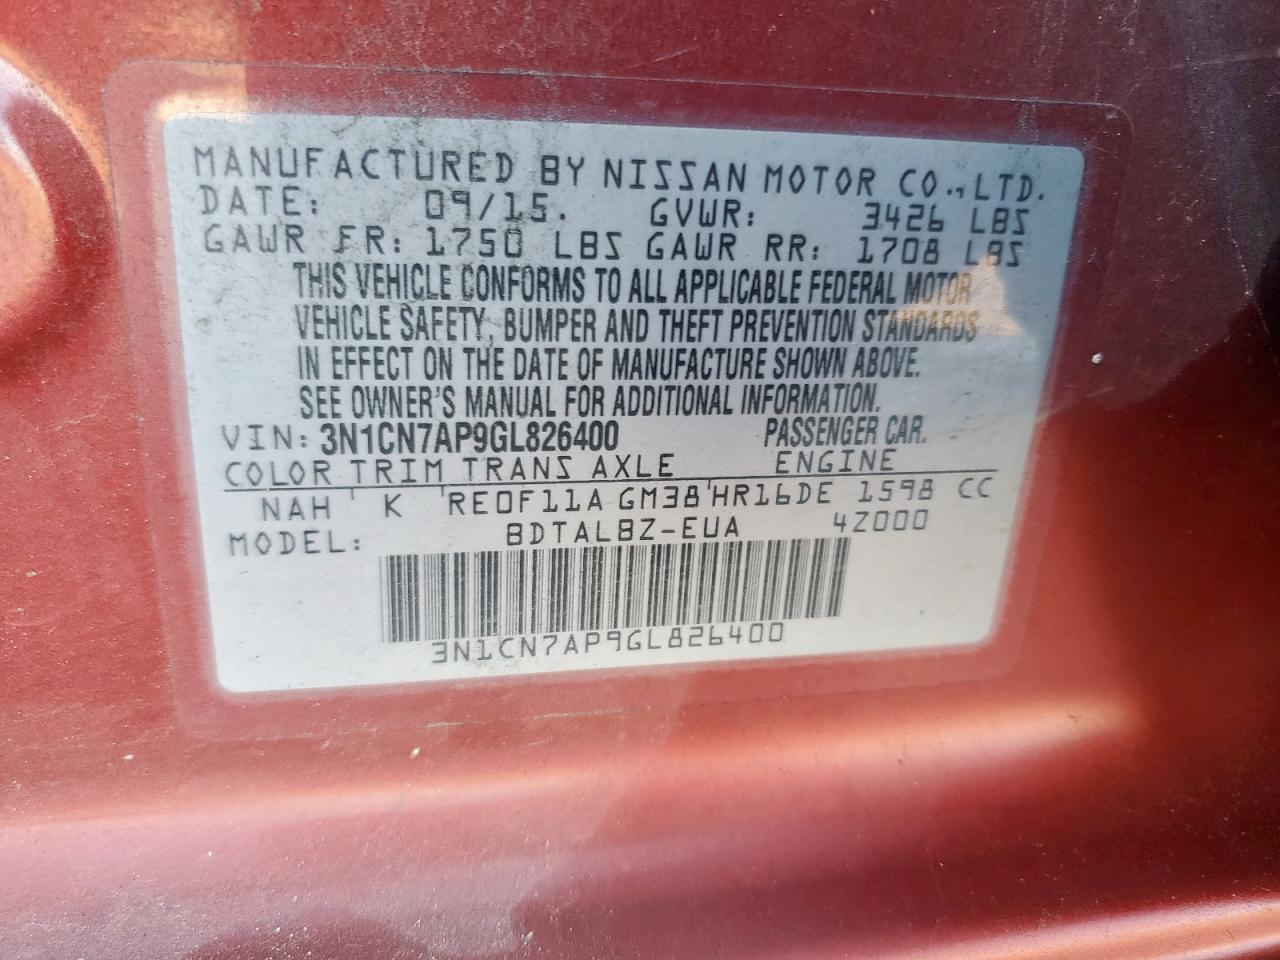 MANUFACTURED BY NISSAN MOTOR CO.,LTD.
DATE: 09/15. GVWR: 3426 LBS
GAWR FR: 1750 LBS GAWR RR: 1708 LBS
THIS VEHICLE CONFORMS TO ALL APPLICABLE FEDERAL MOTOR
VEHICLE SAFETY, BUMPER AND THEFT PREVENTION STANDARDS
IN EFFECT ON THE DATE OF MANUFACTURE SHOWN ABOVE.
SEE OWNER'S MANUAL FOR ADDITIONAL INFORMATION.
VIN: 3N1CN7AP9GL826400 PASSENGER CAR.
COLOR TRIM TRANS AXLE ENGINE
NAH K RE0F11A GM38 HR16DE 1598 CC
MODEL: BDTALBZ-EUA 4Z000
3N1CN7AP9GL826400